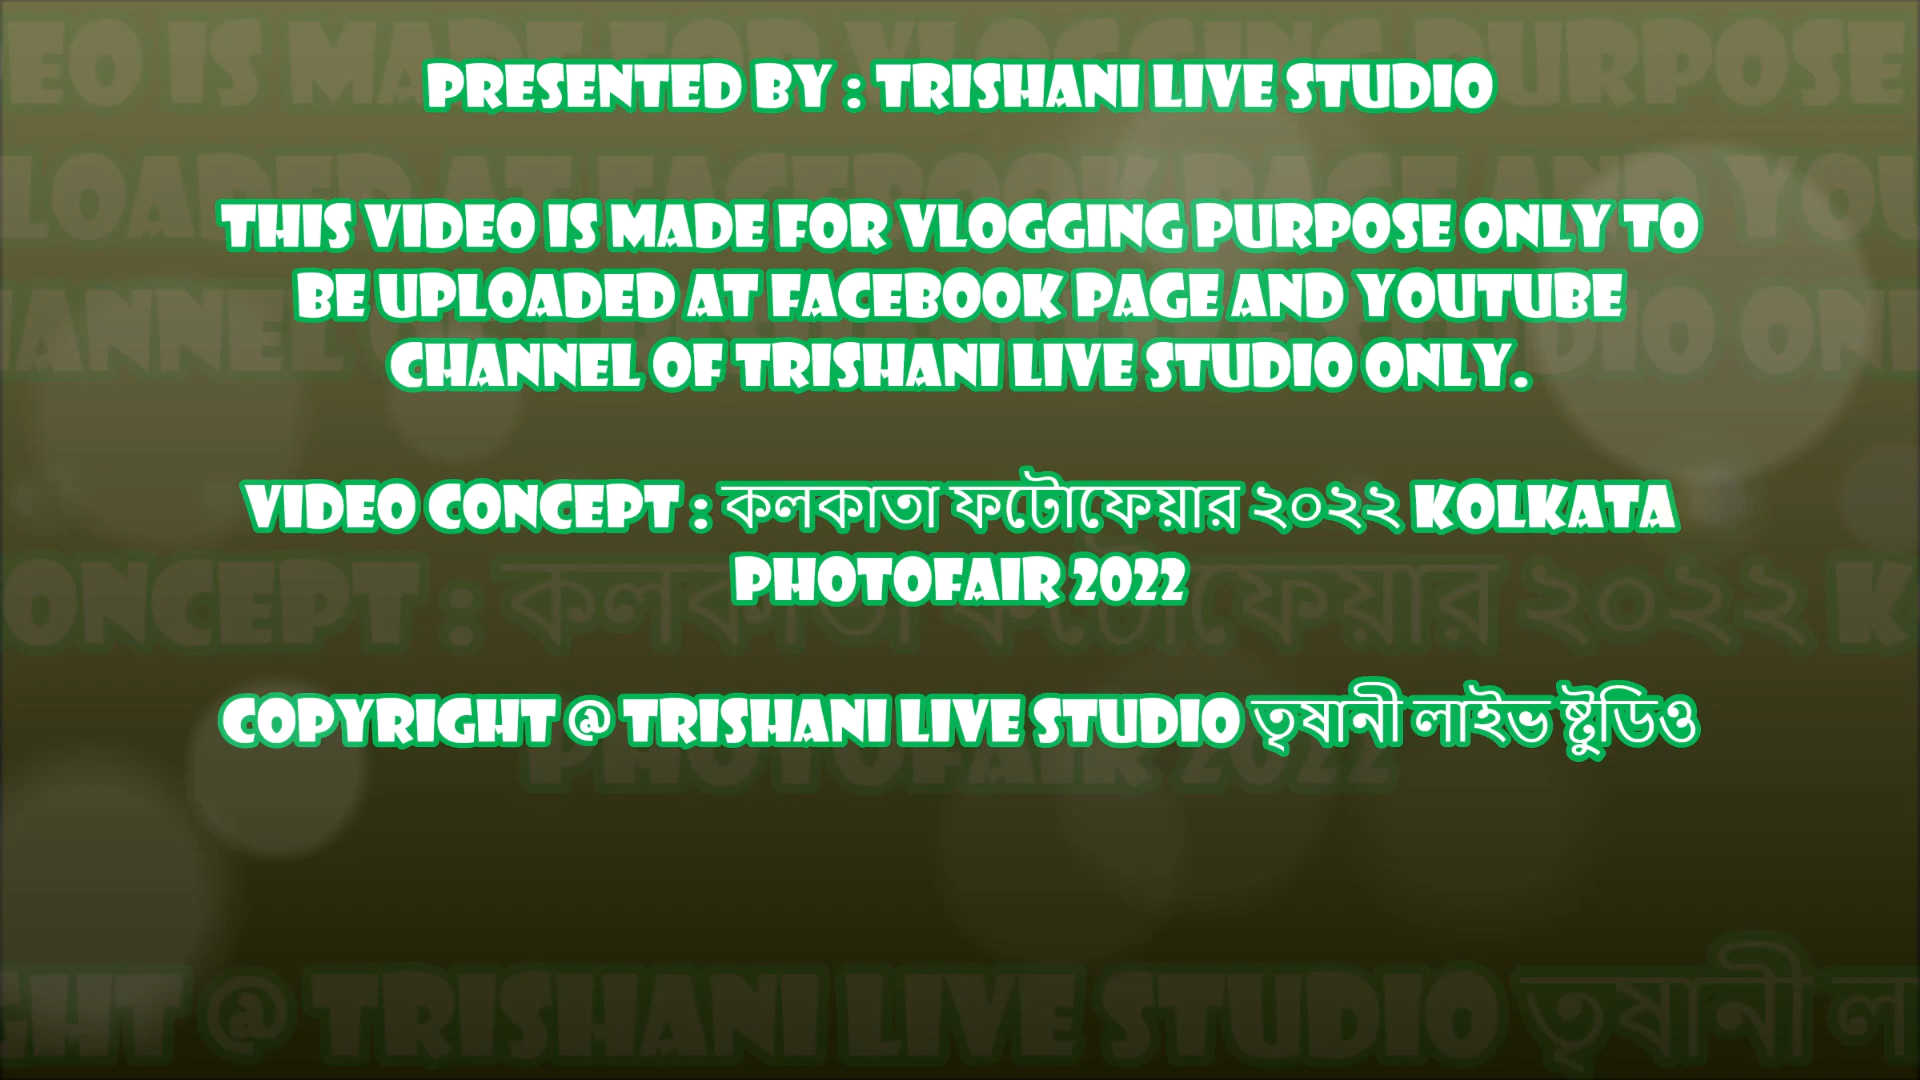 PRESENTED BY : TRISHANI LIVE STUDIO
THIS VIDEO IS MADE FOR VLOGGING PURPOSE ONLY TO
BE UPLOADED AT FACEBOOK PAGE AND YOUTUBE
CHANNEL OF TRISHANI LIVE STUDIO ONLY.
VIDEO CONCEPT : কলকাতা ফটোফেয়ার ২০২২ KOLKATA
PHOTOFAIR 2022
COPYRIGHT @ TRISHANI LIVE STUDIO তৃষানী লাইভ ষ্টুডিও